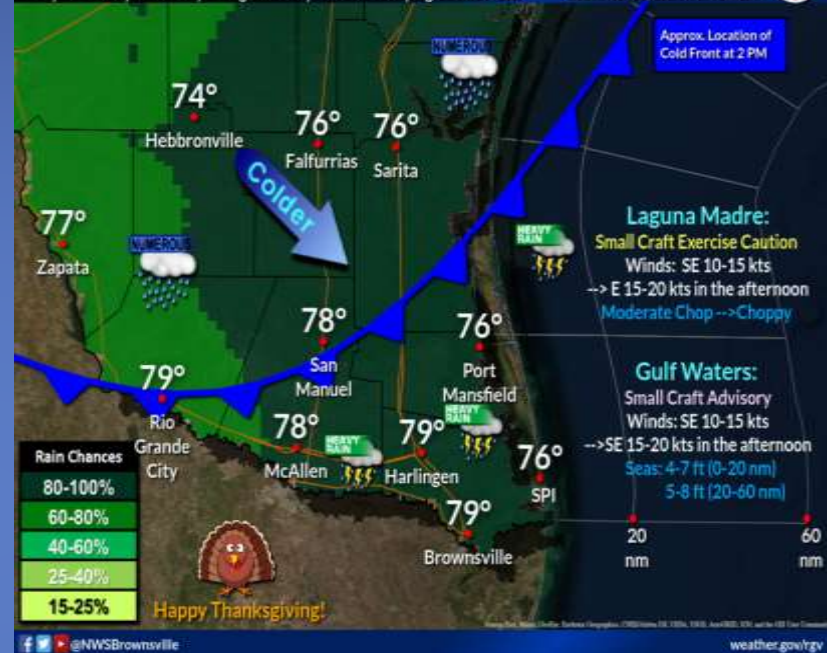 NUMEROUS
Approx. Location of
Cold Front at 2 PM
74°
Hebbronville
76°
Falfurrias
76°
Sarita
Colder
77°
Zapata
NUMEROUS
HEAVY
RAIN
Laguna Madre:
Small Craft Exercise Caution
Winds: SE 10-15 kts
--> E 15-20 kts in the afternoon
Moderate Chop -->Choppy
78°
San
Manuel
76°
Port
Mansfield
79°
Rio
Grande
City
Gulf Waters:
Small Craft Advisory
Winds: SE 10-15 kts
-->SE 15-20 kts in the afternoon
Seas: 4-7 ft (0-20 nm)
5-8 ft (20-60 nm)
78°
McAllen
HEAVY
RAIN
79°
Harlingen
HEAVY
RAIN
76°
SPI
79°
Brownsville
20
nm
60
nm
Rain Chances
80-100%
60-80%
40-60%
25-40%
15-25%
Happy Thanksgiving!
@NWSBrownsville
weather.gov/rgv